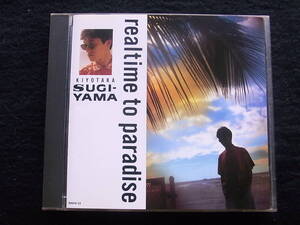 KIYOTAKA
SUGI-
YAMA
realtime to paradise